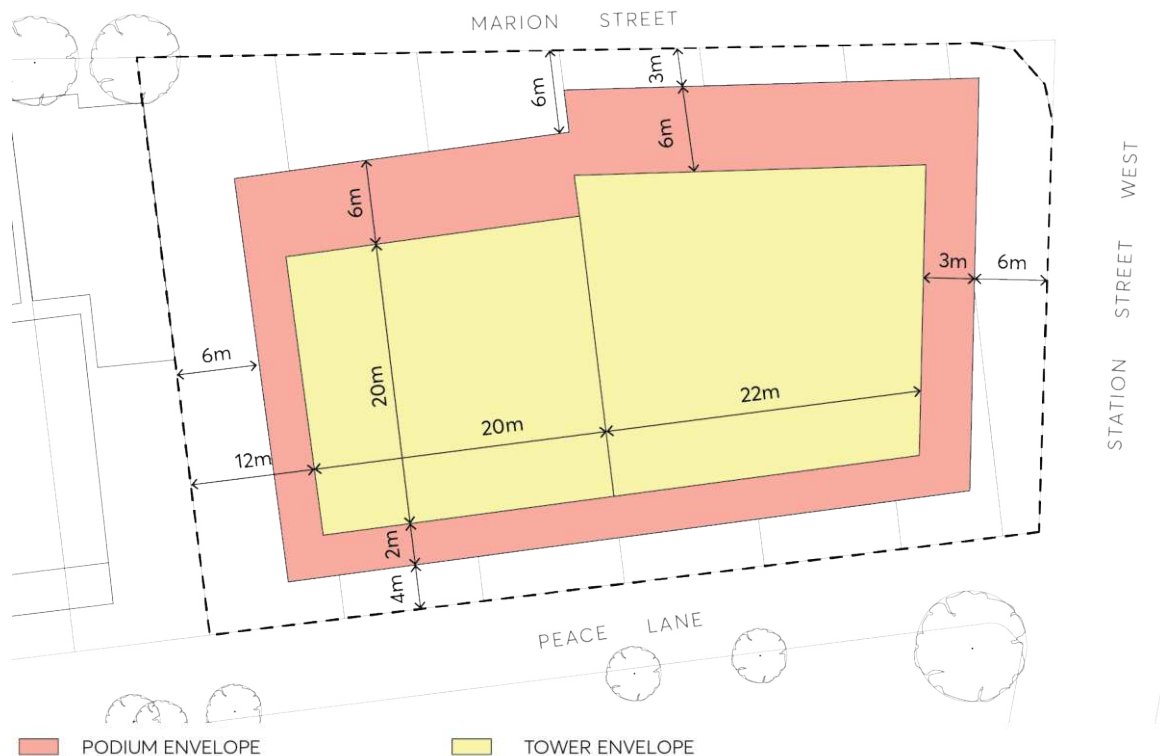 MARION STREET
3m
6m
6m
6m
STATION STREET WEST
3m 6m
6m
20m
22m
20m
12m
2m
4m
PEACE LANE
PODIUM ENVELOPE TOWER ENVELOPE